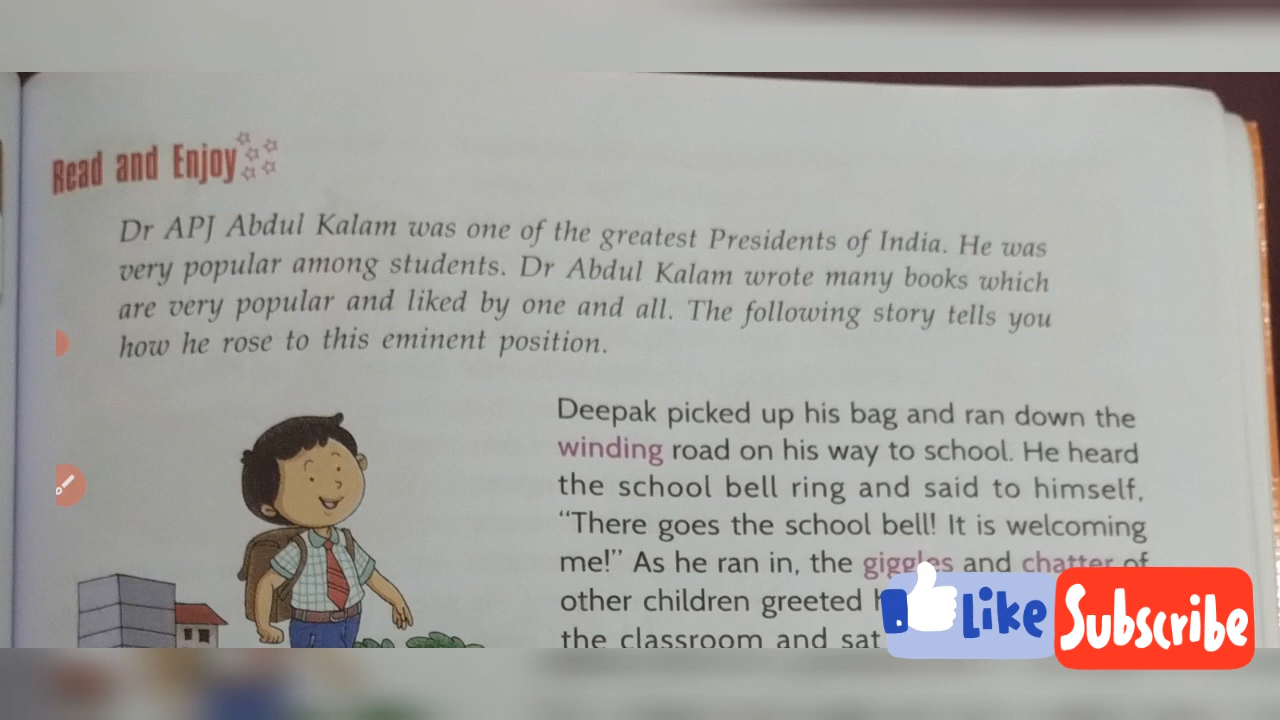 Read and Enjoy
Dr APJ Abdul Kalam was one of the greatest Presidents of India. He was
very popular among students. Dr Abdul Kalam wrote many books which
are very popular and liked by one and all. The following story tells you
how he rose to this eminent position.
Deepak picked up his bag and ran down the
winding road on his way to school. He heard
the school bell ring and said to himself,
“There goes the school bell! It is welcoming
me!” As he ran in, the giggles and chatter of
other children greeted
the classroom and sat
Like
Subscribe